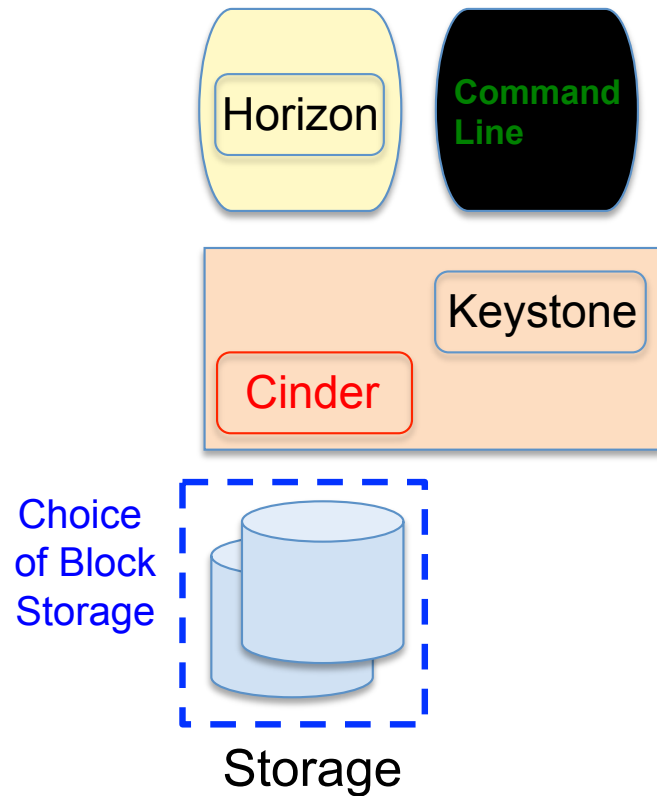 Horizon
Command
Line
Keystone
Cinder
Choice
of Block
Storage
Storage